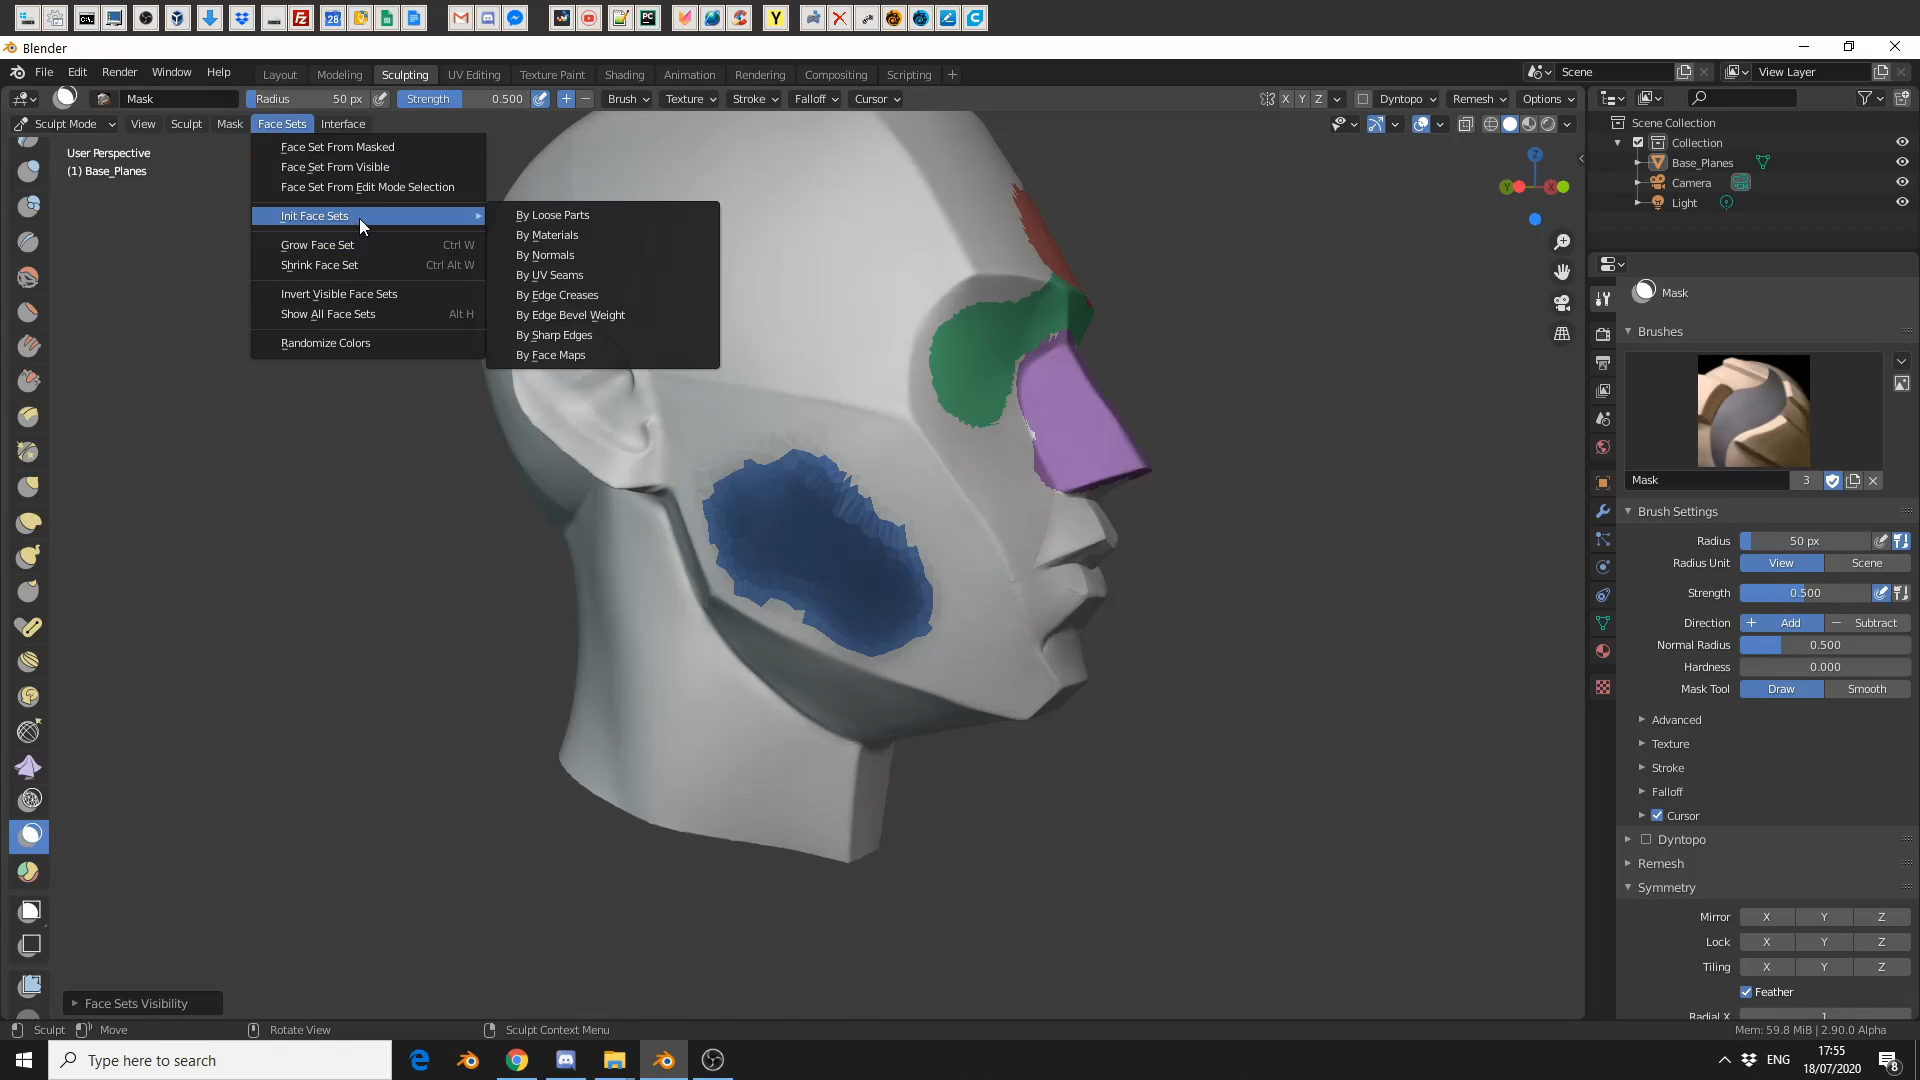 28
Y
PC
Blender
File Edit Render Window Help Layout Modeling Sculpting UV Editing Texture Paint Shading Animation Rendering Compositing Scripting + Scene View Layer
Mask Radius 50 px Strength 0.500 + − Brush Texture Stroke Falloff Cursor X Y Z Dyntopo Remesh Options
Sculpt Mode View Sculpt Mask Face Sets Interface
User Perspective
(1) Base_Planes
Face Set From Masked
Face Set From Visible
Face Set From Edit Mode Selection
Init Face Sets
Grow Face Set Ctrl W
Shrink Face Set Ctrl Alt W
Invert Visible Face Sets
Show All Face Sets Alt H
Randomize Colors
By Loose Parts
By Materials
By Normals
By UV Seams
By Edge Creases
By Edge Bevel Weight
By Sharp Edges
By Face Maps
Z
Y X
Scene Collection
Collection
Base_Planes
Camera
Light
Mask
Brushes
Mask 3
Brush Settings
Radius 50 px
Radius Unit View Scene
Strength 0.500
Direction + Add − Subtract
Normal Radius 0.500
Hardness 0.000
Mask Tool Draw Smooth
Advanced
Texture
Stroke
Falloff
Cursor
Dyntopo
Remesh
Symmetry
Mirror X Y Z
Lock X Y Z
Tiling X Y Z
Feather
Radial X 1
Face Sets Visibility
Sculpt Move Rotate View Sculpt Context Menu Mem: 59.8 MiB | 2.90.0 Alpha
Type here to search
ENG
17:55
18/07/2020
8